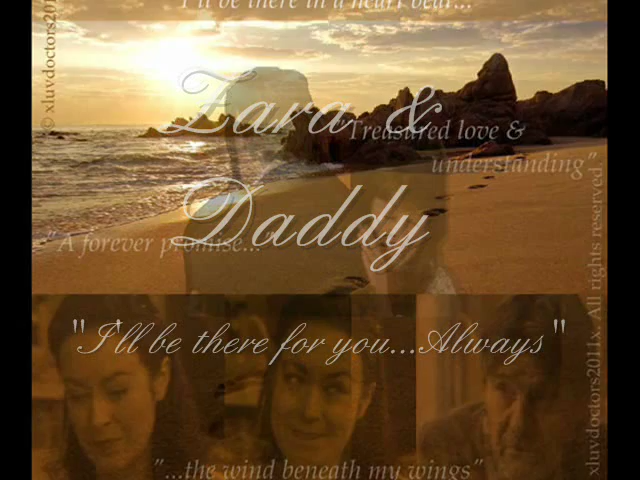 I'll be there in a heart beat...
Zara &
"Treasured love &
understanding"
Daddy
"A forever promise..."
"I'll be there for you...Always"
"...the wind beneath my wings"
© xluvdoctors201
xluvdoctors2011x. All rights reserved.